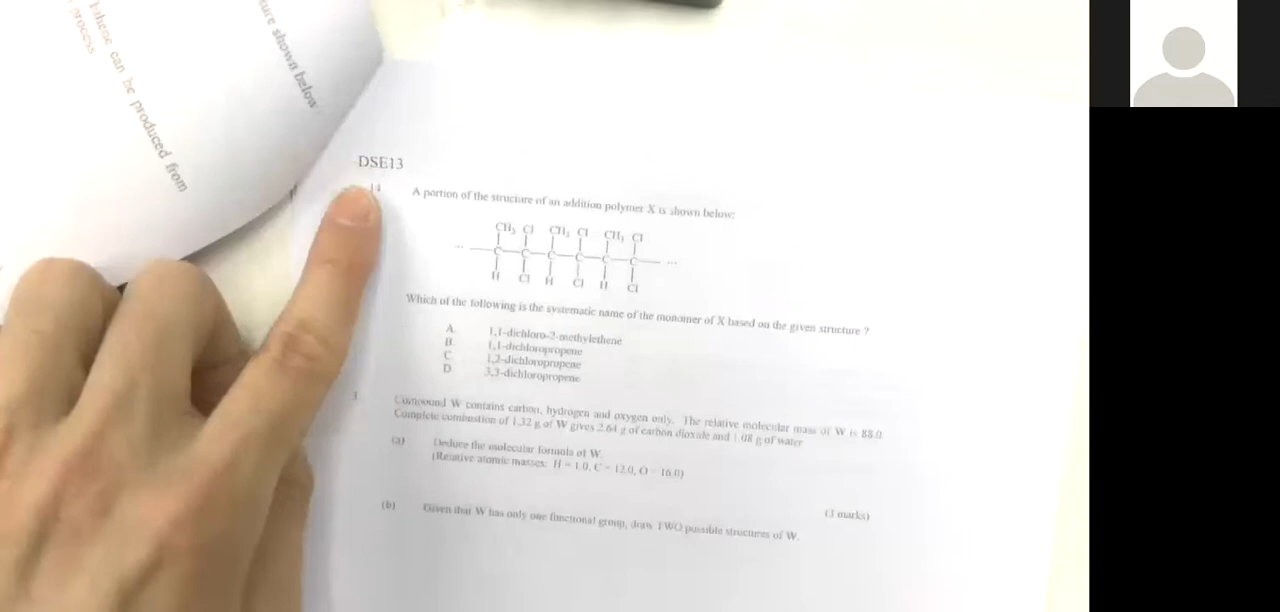 ure shown below
thene can be produced from
process
DSE13
14
A portion of the structure of an addition polymer X is shown below:
CH₃ Cl CH₃ Cl CH₃ Cl
... C C C C C C ...
H Cl H Cl H Cl
Which of the following is the systematic name of the monomer of X based on the given structure ?
A. 1,1-dichloro-2-methylethene
B. 1,1-dichloropropene
C. 1,2-dichloropropene
D. 3,3-dichloropropene
Compound W contains carbon, hydrogen and oxygen only. The relative molecular mass of W is 88.0.
Complete combustion of 1.32 g of W gives 2.64 g of carbon dioxide and 1.08 g of water
(a) Deduce the molecular formula of W.
(Relative atomic masses: H = 1.0, C = 12.0, O = 16.0)
(3 marks)
(b) Given that W has only one functional group, draw TWO possible structures of W.